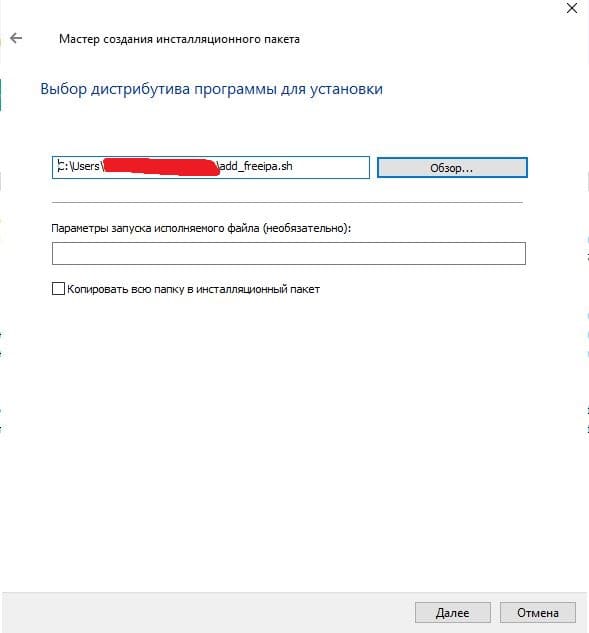 Мастер создания инсталляционного пакета
Выбор дистрибутива программы для установки
C:\Users\ \add_freeipa.sh
Обзор...
Параметры запуска исполняемого файла (необязательно):
Копировать всю папку в инсталляционный пакет
Далее
Отмена